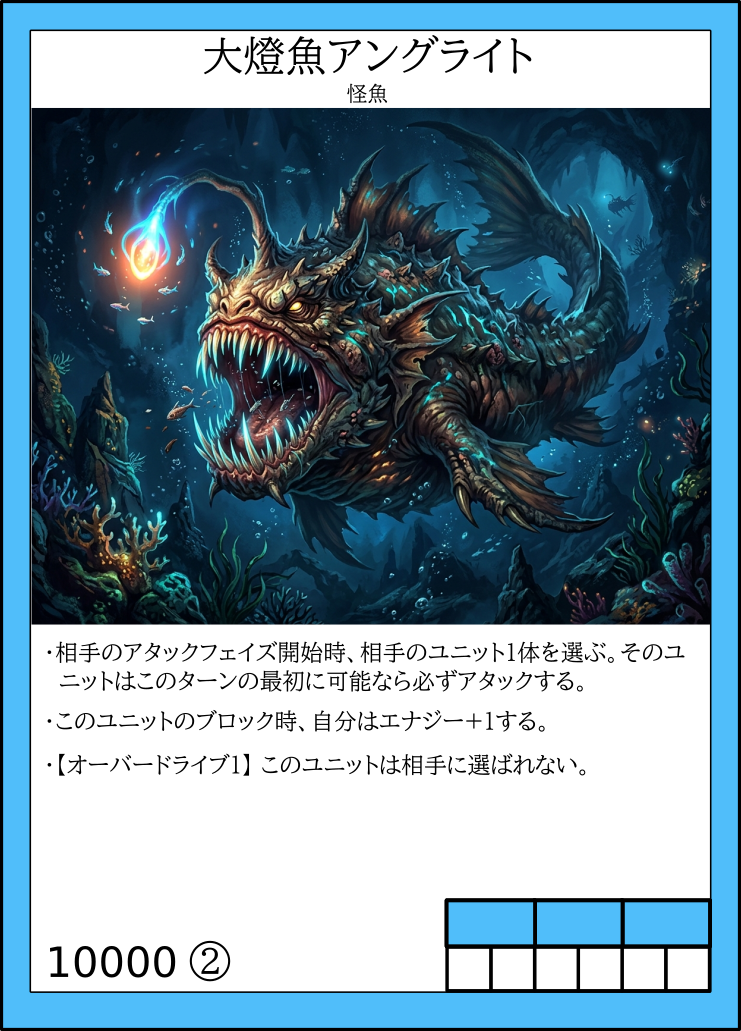 大燈魚アングライト
怪魚
・相手のアタックフェイズ開始時、相手のユニット1体を選ぶ。そのユ
ニットはこのターンの最初に可能なら必ずアタックする。
・このユニットのブロック時、自分はエナジー＋1する。
・【オーバードライブ1】 このユニットは相手に選ばれない。
10000 ②